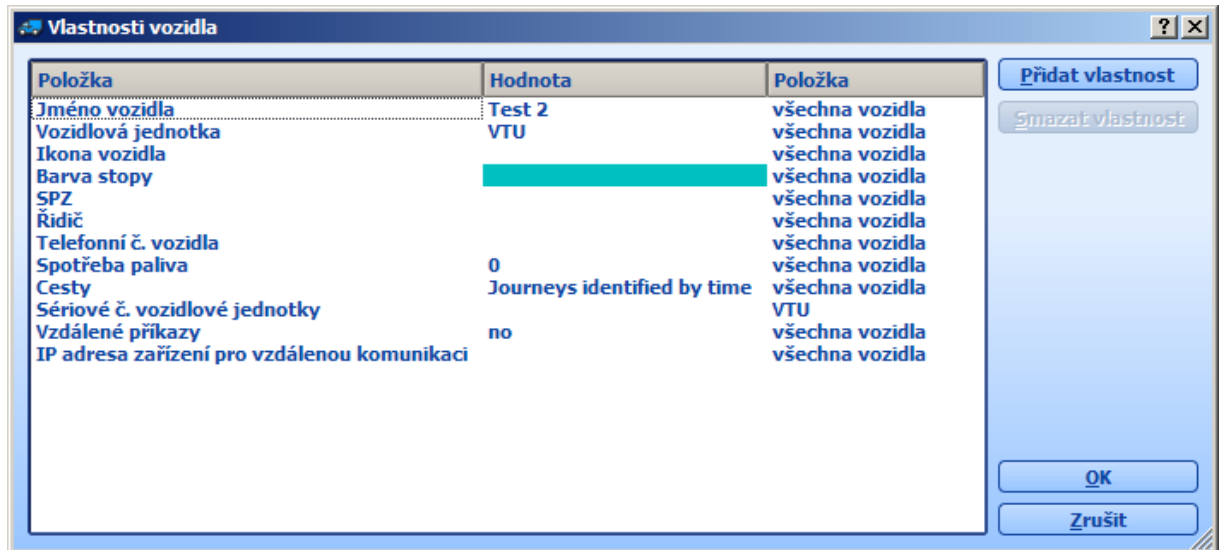 Vlastnosti vozidla
Položka Hodnota Položka
Přidat vlastnost
Jméno vozidla Test 2 všechna vozidla
Smazat vlastnost
Vozidlová jednotka VTU všechna vozidla
Ikona vozidla všechna vozidla
Barva stopy všechna vozidla
SPZ všechna vozidla
Řidič všechna vozidla
Telefonní č. vozidla všechna vozidla
Spotřeba paliva 0 všechna vozidla
Cesty Journeys identified by time všechna vozidla
Sériové č. vozidlové jednotky VTU
Vzdálené příkazy no všechna vozidla
IP adresa zařízení pro vzdálenou komunikaci všechna vozidla
OK
Zrušit